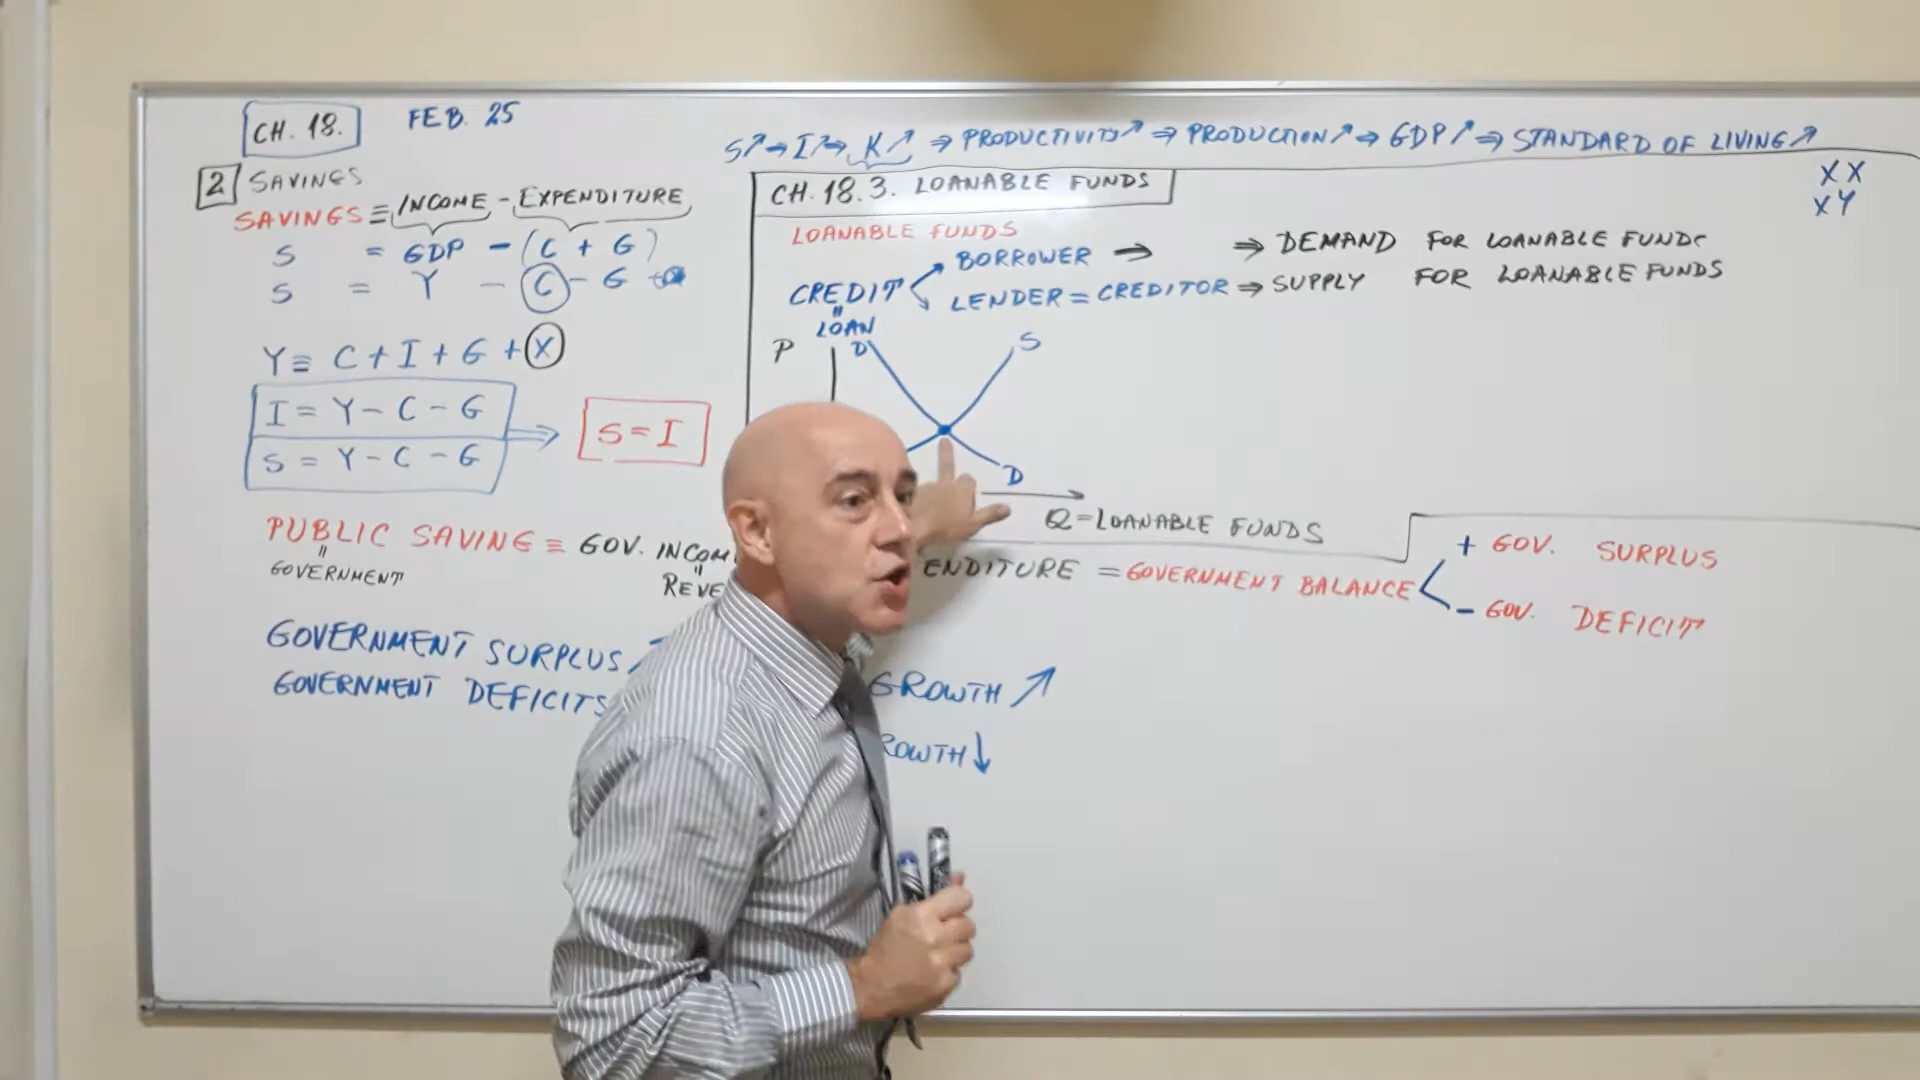 CH. 18. FEB. 25
2 SAVINGS
SAVINGS ≡ INCOME - EXPENDITURE
S = GDP - (C + G)
S = Y - C - G
Y ≡ C + I + G + X
I = Y - C - G
S = Y - C - G
⇒ S = I
PUBLIC SAVING ≡ GOV. INCOM
" "
GOVERNMENT REVE
ENDITURE = GOVERNMENT BALANCE
+ GOV. SURPLUS
- GOV. DEFICIT
GOVERNMENT SURPLUS ↗
GOVERNMENT DEFICITS
GROWTH ↗
ROWTH ↓
S↗ → I↗ → K↗ ⇒ PRODUCTIVITY↗ ⇒ PRODUCTION↗ ⇒ GDP↗ ⇒ STANDARD OF LIVING↗
XX
XY
CH. 18.3. LOANABLE FUNDS
LOANABLE FUNDS
BORROWER → ⇒ DEMAND FOR LOANABLE FUNDS
CREDIT
LENDER = CREDITOR ⇒ SUPPLY FOR LOANABLE FUNDS
"
LOAN
P D S
D
Q = LOANABLE FUNDS